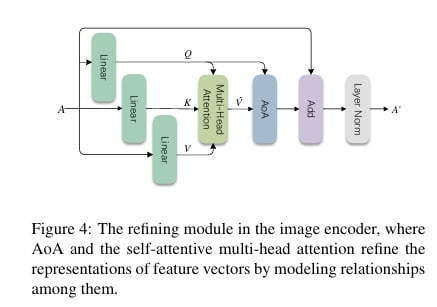 Linear
Linear
Linear
Q
K
V
A
Multi-Head
Attention
V̂
AoA
Add
Layer Norm
A'
Figure 4: The refining module in the image encoder, where
AoA and the self-attentive multi-head attention refine the
representations of feature vectors by modeling relationships
among them.